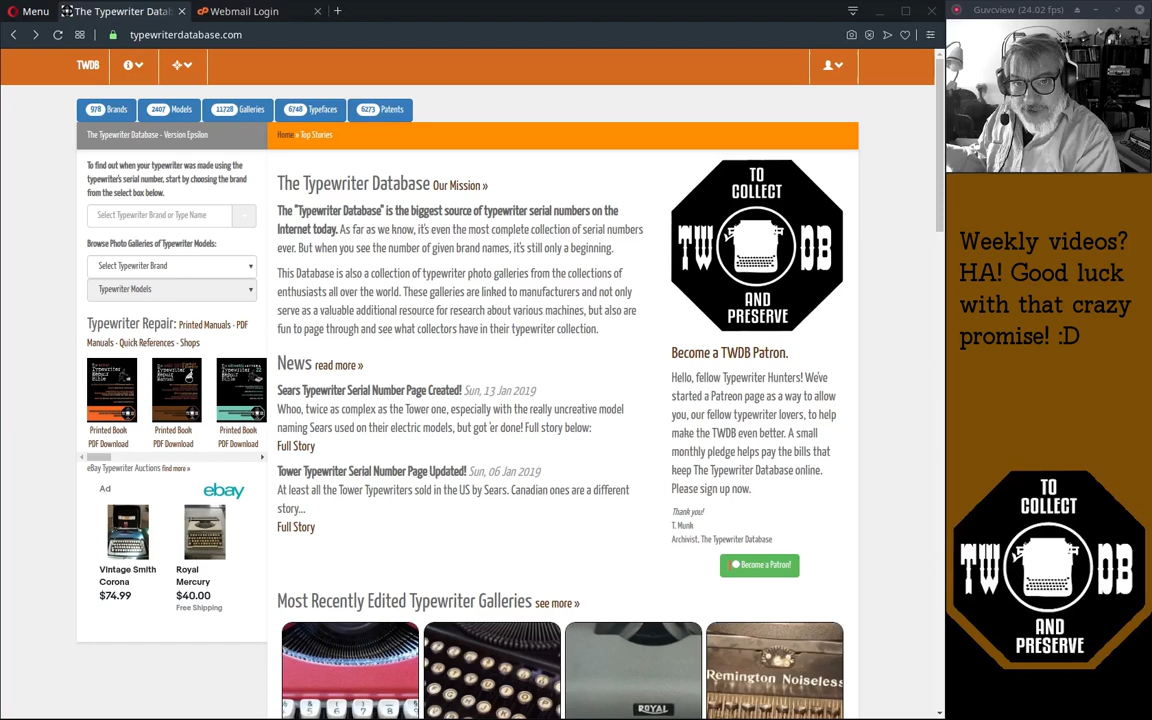 Menu
The Typewriter Datab
Webmail Login
typewriterdatabase.com
Guvcview (24.02 fps)
TWDB
978 Brands
2407 Models
11728 Galleries
6748 Typefaces
6273 Patents
The Typewriter Database - Version Epsilon
Home » Top Stories
To find out when your typewriter was made using the
typewriter's serial number, start by choosing the brand
from the select box below.
Select Typewriter Brand or Type Name
Browse Photo Galleries of Typewriter Models:
Select Typewriter Brand
Typewriter Models
Typewriter Repair: Printed Manuals - PDF
Manuals - Quick References - Shops
Printed Book
PDF Download
Printed Book
PDF Download
Printed Book
PDF Download
eBay Typewriter Auctions find more »
Ad
ebay
Vintage Smith
Corona
$74.99
Royal
Mercury
$40.00
Free Shipping
The Typewriter Database Our Mission »
The "Typewriter Database" is the biggest source of typewriter serial numbers on the
Internet today. As far as we know, it's even the most complete collection of serial numbers
ever. But when you see the number of given brand names, it's still only a beginning.
This Database is also a collection of typewriter photo galleries from the collections of
enthusiasts all over the world. These galleries are linked to manufacturers and not only
serve as a valuable additional resource for research about various machines, but also are
fun to page through and see what collectors have in their typewriter collection.
News read more »
Sears Typewriter Serial Number Page Created! Sun, 13 Jan 2019
Whoo, twice as complex as the Tower one, especially with the really uncreative model
naming Sears used on their electric models, but got 'er done! Full story below:
Full Story
Tower Typewriter Serial Number Page Updated! Sun, 06 Jan 2019
At least all the Tower Typewriters sold in the US by Sears. Canadian ones are a different
story...
Full Story
Most Recently Edited Typewriter Galleries see more »
ROYAL
Remington Noiseless
TO
COLLECT
TW DB
AND
PRESERVE
Become a TWDB Patron.
Hello, fellow Typewriter Hunters! We've
started a Patreon page as a way to allow
you, our fellow typewriter lovers, to help
make the TWDB even better. A small
monthly pledge helps pay the bills that
keep The Typewriter Database online.
Please sign up now.
Thank you!
T. Munk
Archivist, The Typewriter Database
Become a Patron!
Weekly videos?
HA! Good luck
with that crazy
promise! :D
TO
COLLECT
TW DB
AND
PRESERVE